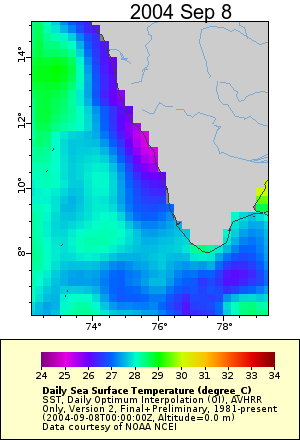 2004 Sep 8
14°
12°
10°
8°
74° 76° 78°
24 25 26 27 28 29 30 31 32 33 34
Daily Sea Surface Temperature (degree_C)
SST, Daily Optimum Interpolation (OI), AVHRR
Only, Version 2, Final+Preliminary, 1981-present
(2004-09-08T00:00:00Z, Altitude=0.0 m)
Data courtesy of NOAA NCEI